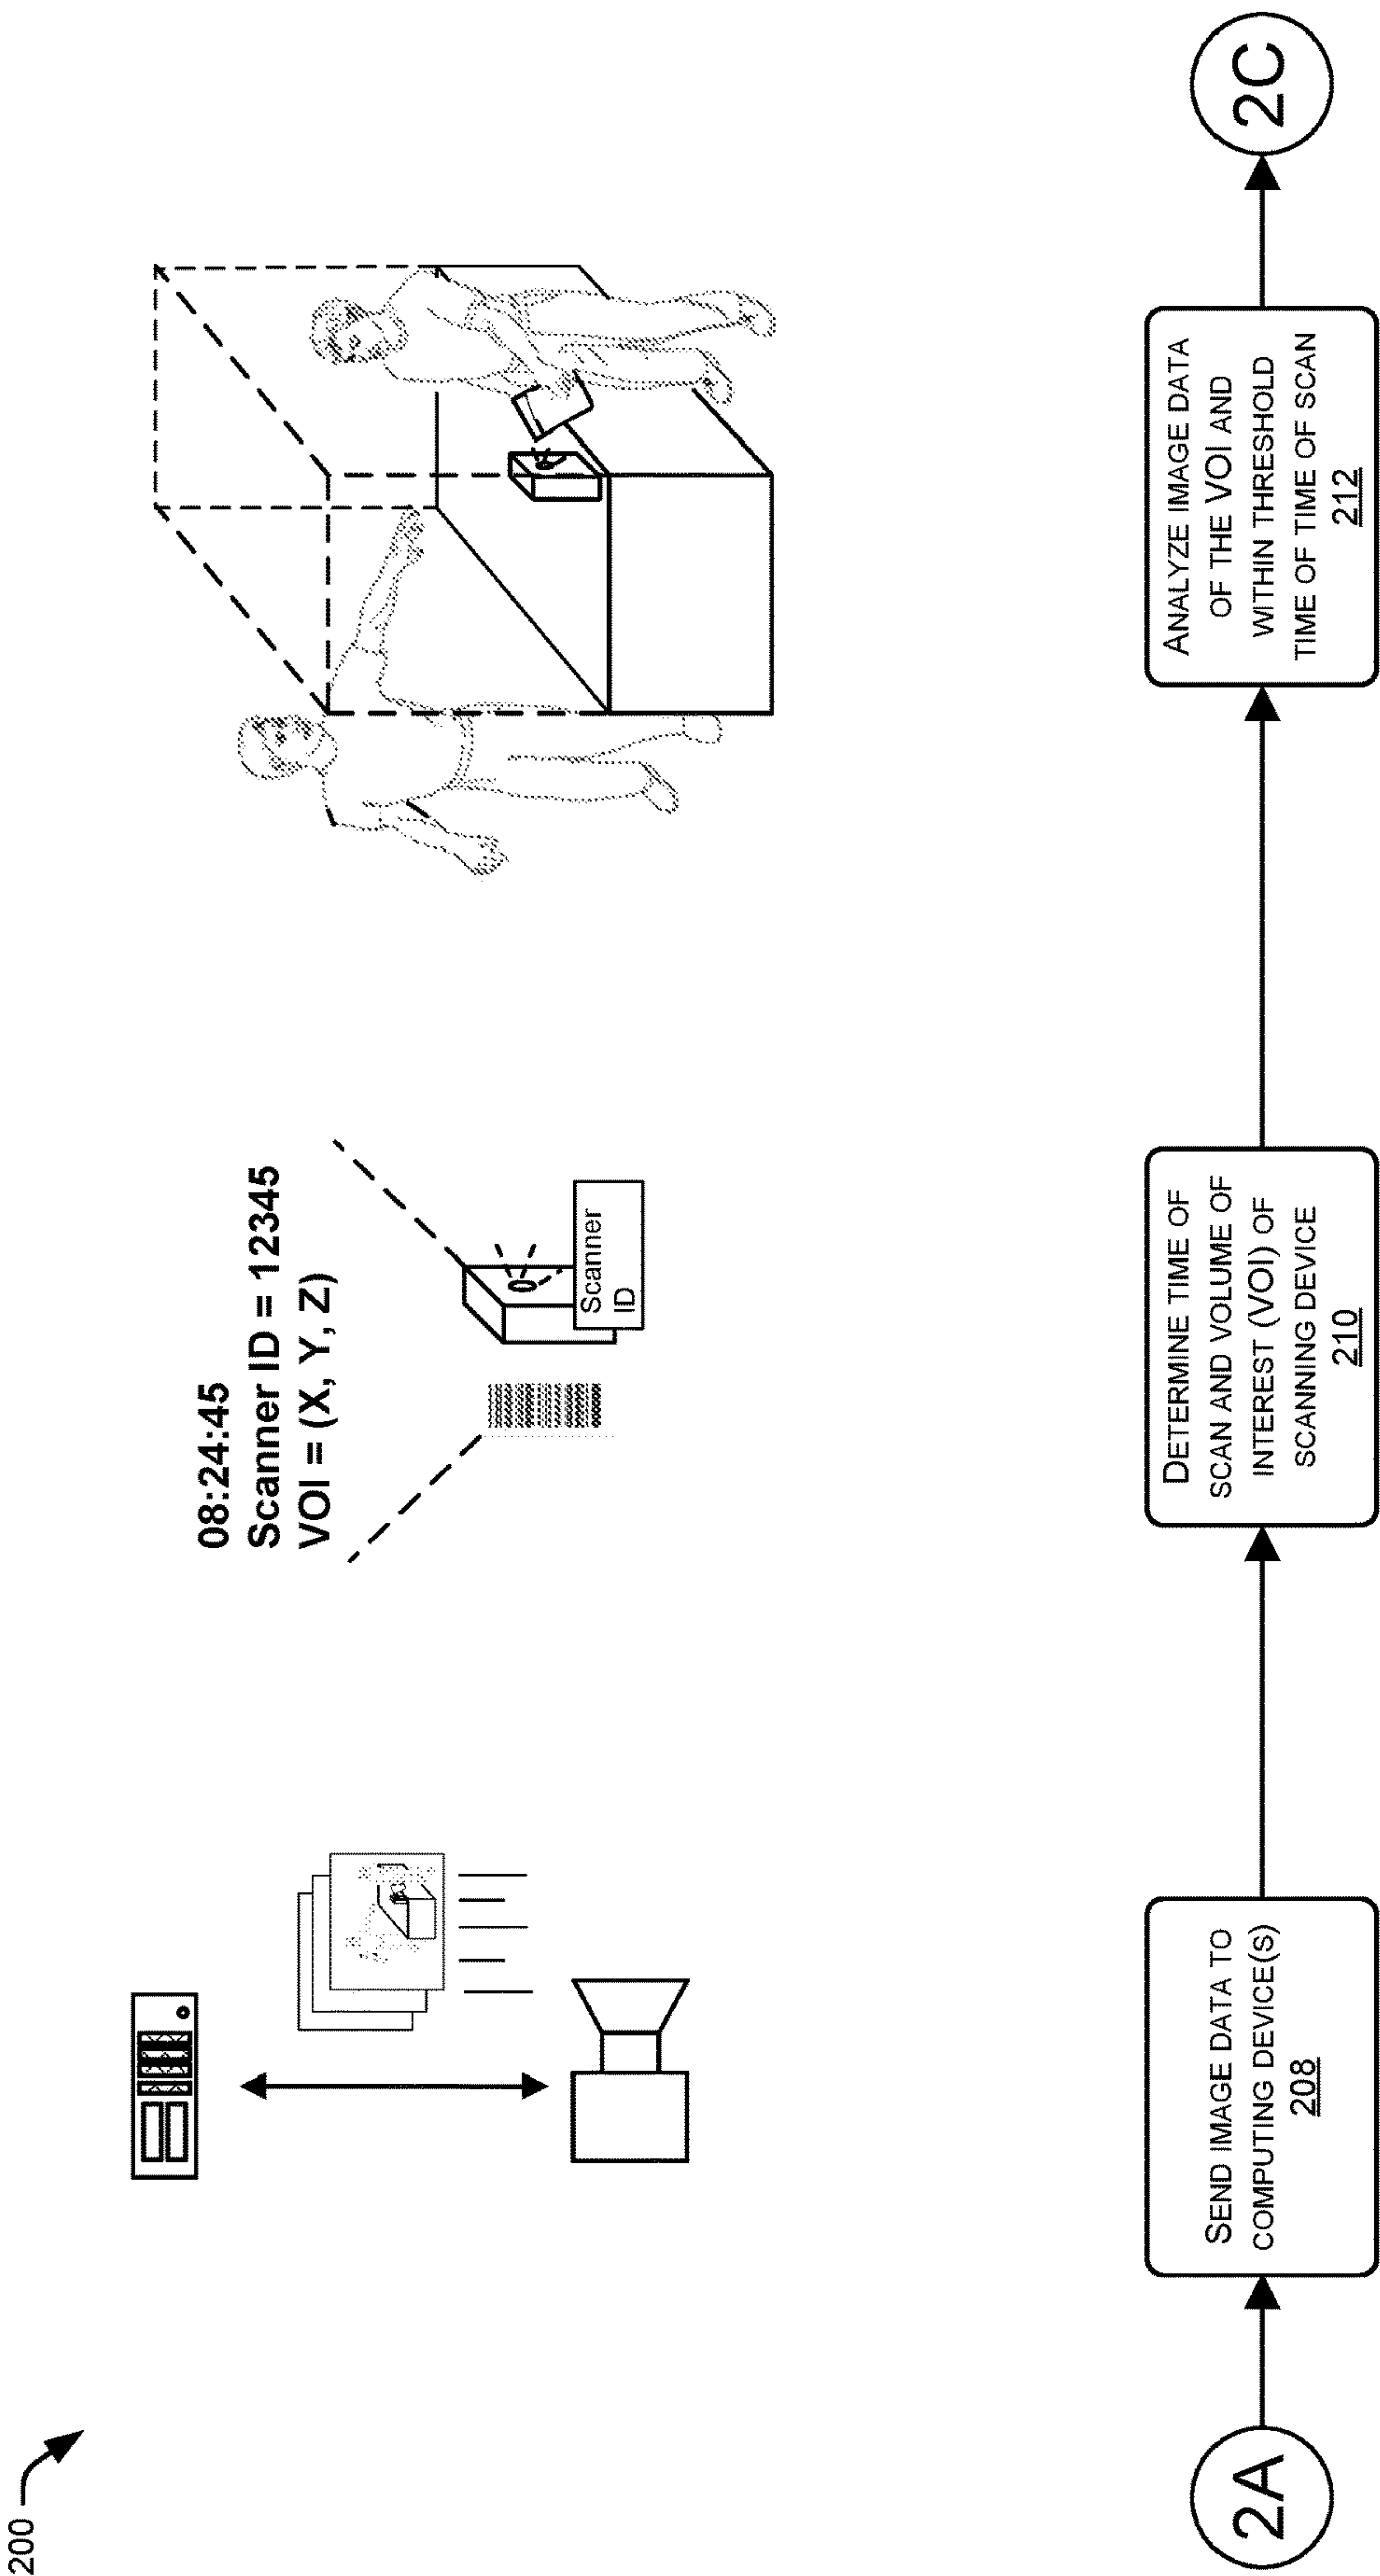 200
08:24:45
Scanner ID = 12345
VOI = (X, Y, Z)
Scanner
ID
2A
SEND IMAGE DATA TO
COMPUTING DEVICE(S)
208
DETERMINE TIME OF
SCAN AND VOLUME OF
INTEREST (VOI) OF
SCANNING DEVICE
210
ANALYZE IMAGE DATA
OF THE VOI AND
WITHIN THRESHOLD
TIME OF TIME OF SCAN
212
2C